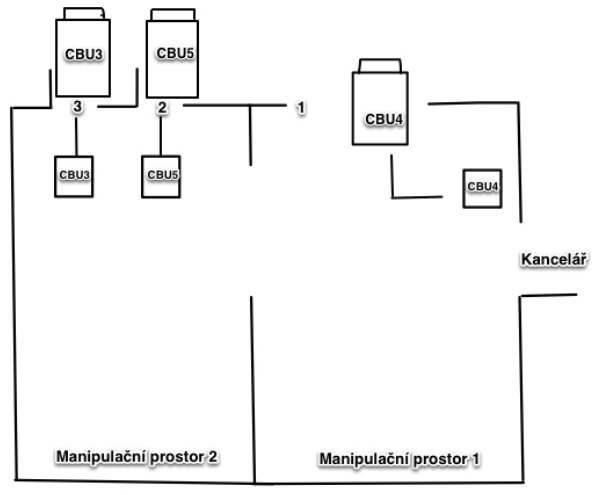 CBU3
CBU5
3
2
1
CBU4
CBU3
CBU5
CBU4
Kancelář
Manipulační prostor 2
Manipulační prostor 1